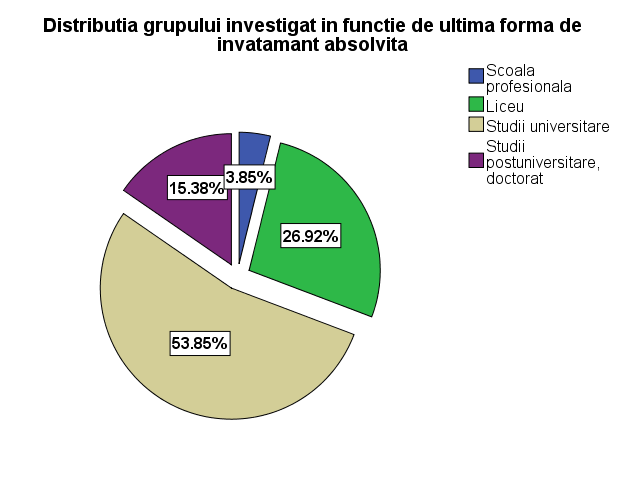 Distributia grupului investigat in functie de ultima forma de
invatamant absolvita
Scoala
profesionala
Liceu
Studii universitare
Studii
postuniversitare,
doctorat
3.85%
15.38%
26.92%
53.85%